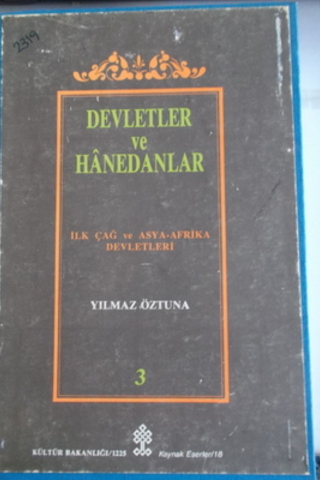 2319
DEVLETLER
ve
HÂNEDANLAR
İLK ÇAĞ ve ASYA-AFRİKA
DEVLETLERİ
YILMAZ ÖZTUNA
3
KÜLTÜR BAKANLIĞI/1225 Kaynak Eserler/18